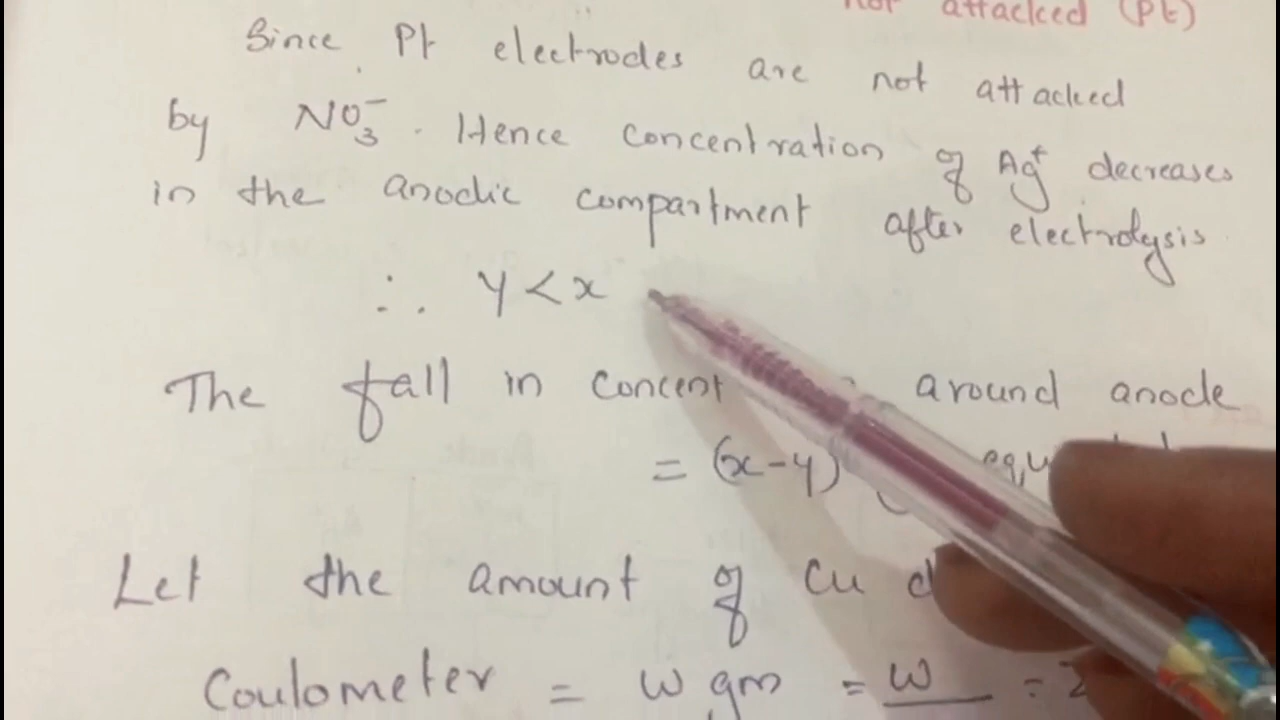 not attacked (Pt)
Since Pt electrodes are not attacked
by NO₃⁻. Hence concentration of Ag⁺ decreases
in the anodic compartment after electrolysis
∴ y < x
The fall in around anode
= (x-y)
Let the amount of Cu
Coulometer = w gm = w =